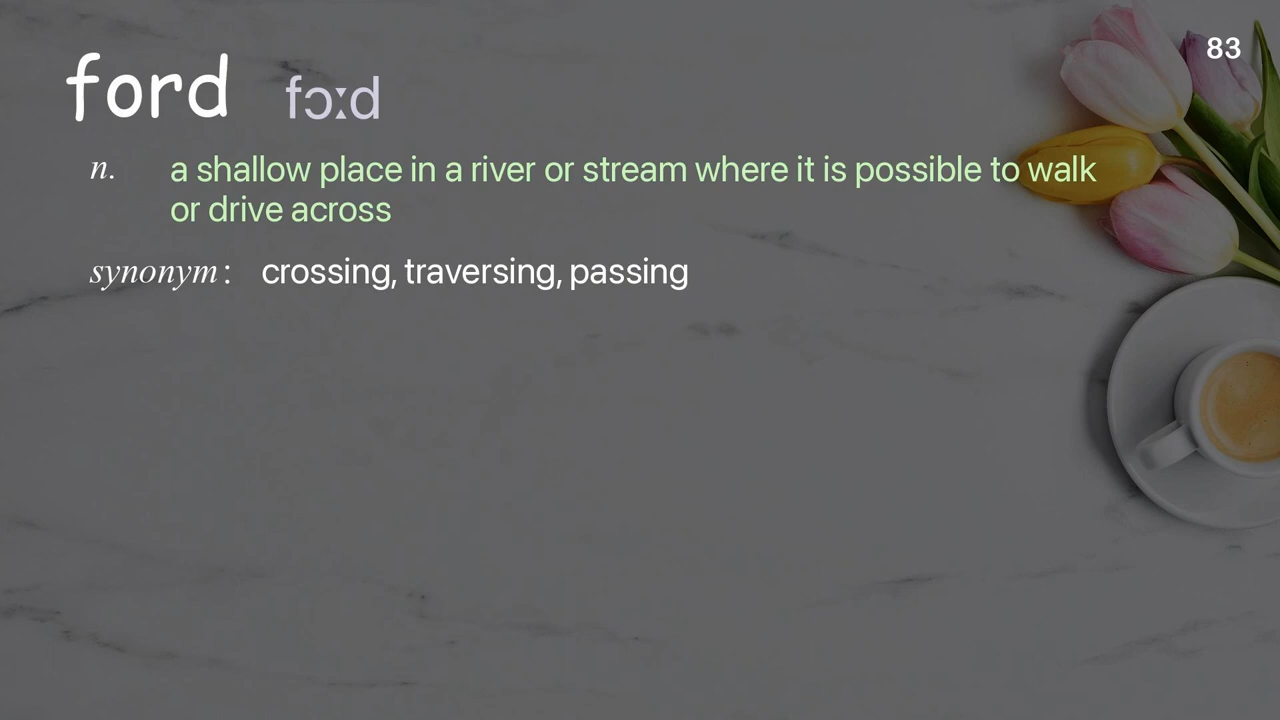 83
ford fɔːd
n. a shallow place in a river or stream where it is possible to walk
or drive across
synonym: crossing, traversing, passing